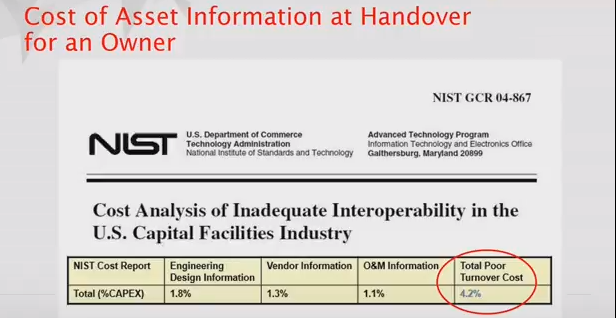 Cost of Asset Information at Handover
for an Owner
NIST GCR 04-867
NIST
U.S. Department of Commerce
Technology Administration
National Institute of Standards and Technology
Advanced Technology Program
Information Technology and Electronics Office
Gaithersburg, Maryland 20899
Cost Analysis of Inadequate Interoperability in the
U.S. Capital Facilities Industry
NIST Cost Report Engineering Vendor Information O&M Information Total Poor
Design Information Turnover Cost
Total (%CAPEX) 1.8% 1.3% 1.1% 4.2%